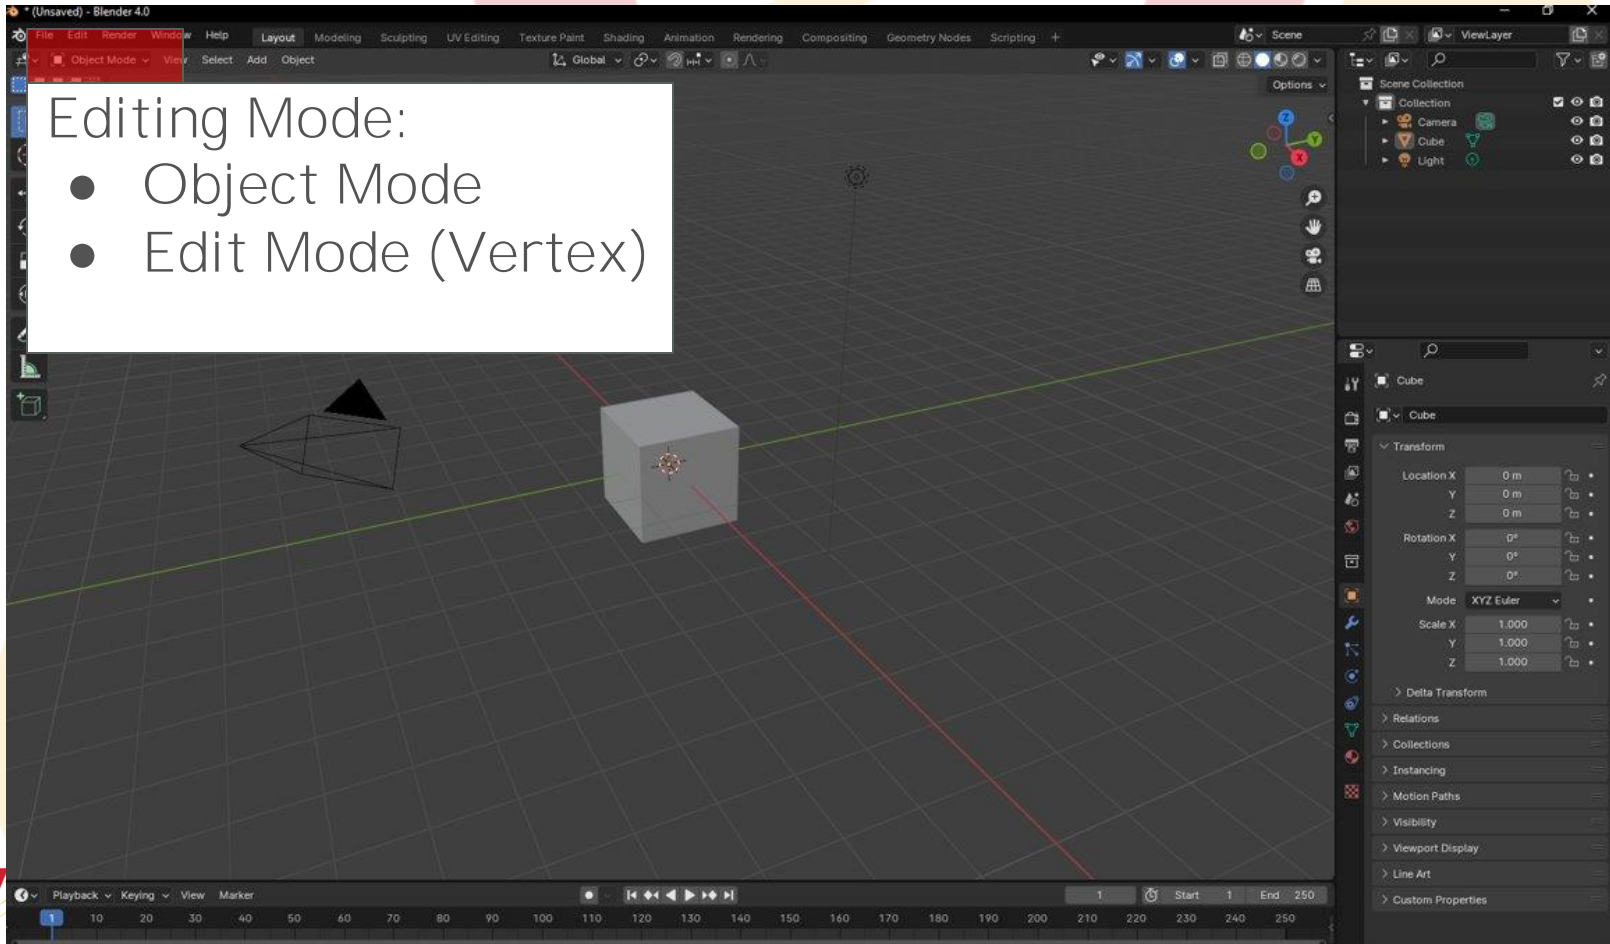 * (Unsaved) - Blender 4.0
File Edit Render Window Help Layout Modeling Sculpting UV Editing Texture Paint Shading Animation Rendering Compositing Geometry Nodes Scripting + Scene ViewLayer
Object Mode View Select Add Object Global
Options
Editing Mode:
● Object Mode
● Edit Mode (Vertex)
Z
Y
X
Scene Collection
Collection
Camera
Cube
Light
Cube
Cube
Transform
Location X 0 m
Y 0 m
Z 0 m
Rotation X 0°
Y 0°
Z 0°
Mode XYZ Euler
Scale X 1.000
Y 1.000
Z 1.000
Delta Transform
Relations
Collections
Instancing
Motion Paths
Visibility
Viewport Display
Line Art
Custom Properties
Playback Keying View Marker 1 Start 1 End 250
1 10 20 30 40 50 60 70 80 90 100 110 120 130 140 150 160 170 180 190 200 210 220 230 240 250